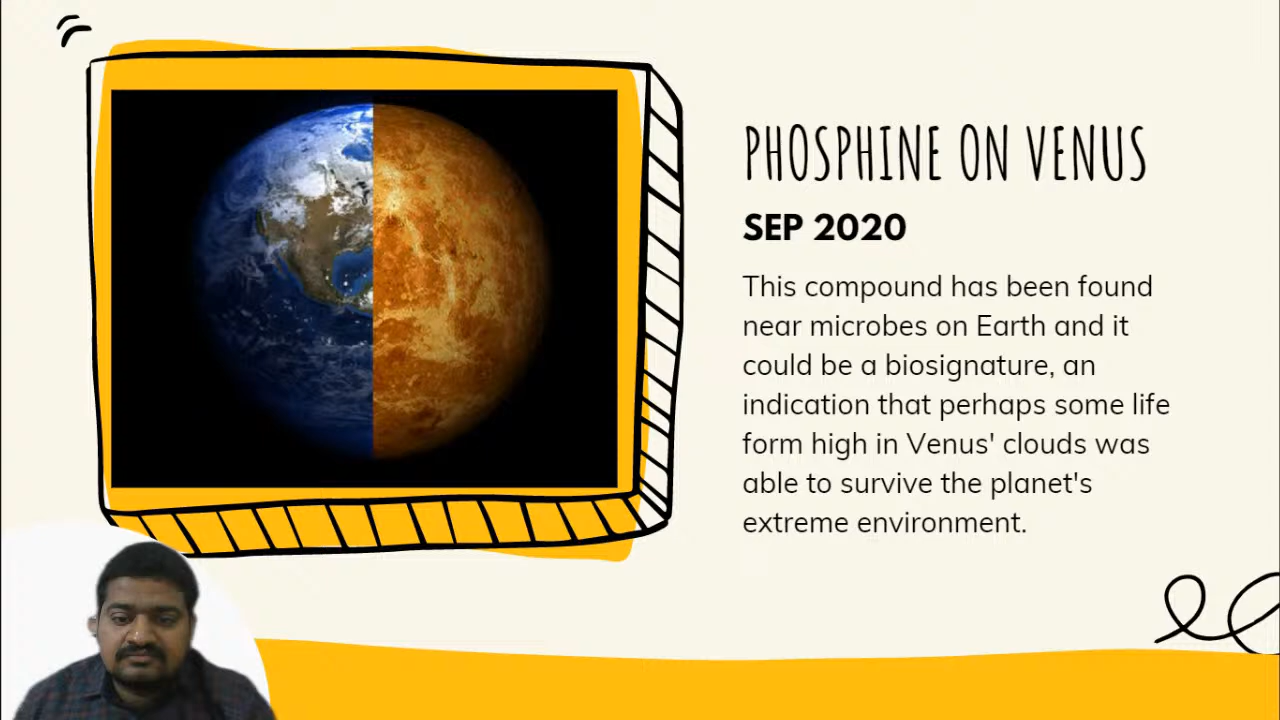 PHOSPHINE ON VENUS
SEP 2020
This compound has been found
near microbes on Earth and it
could be a biosignature, an
indication that perhaps some life
form high in Venus' clouds was
able to survive the planet's
extreme environment.